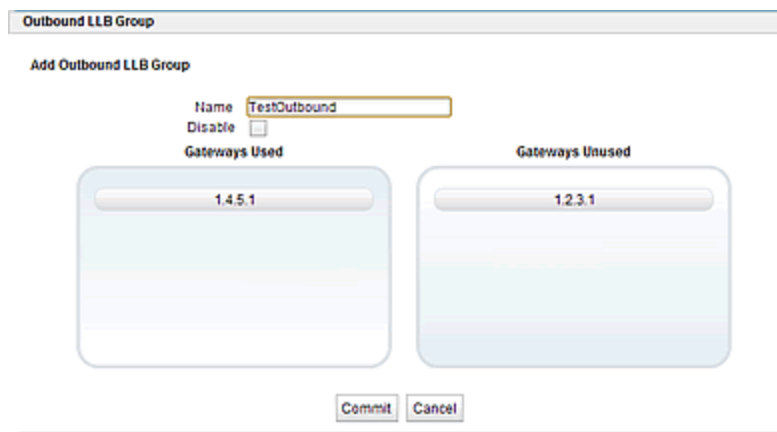 Outbound LLB Group
Add Outbound LLB Group
Name TestOutbound
Disable
Gateways Used Gateways Unused
1.4.5.1 1.2.3.1
Commit Cancel